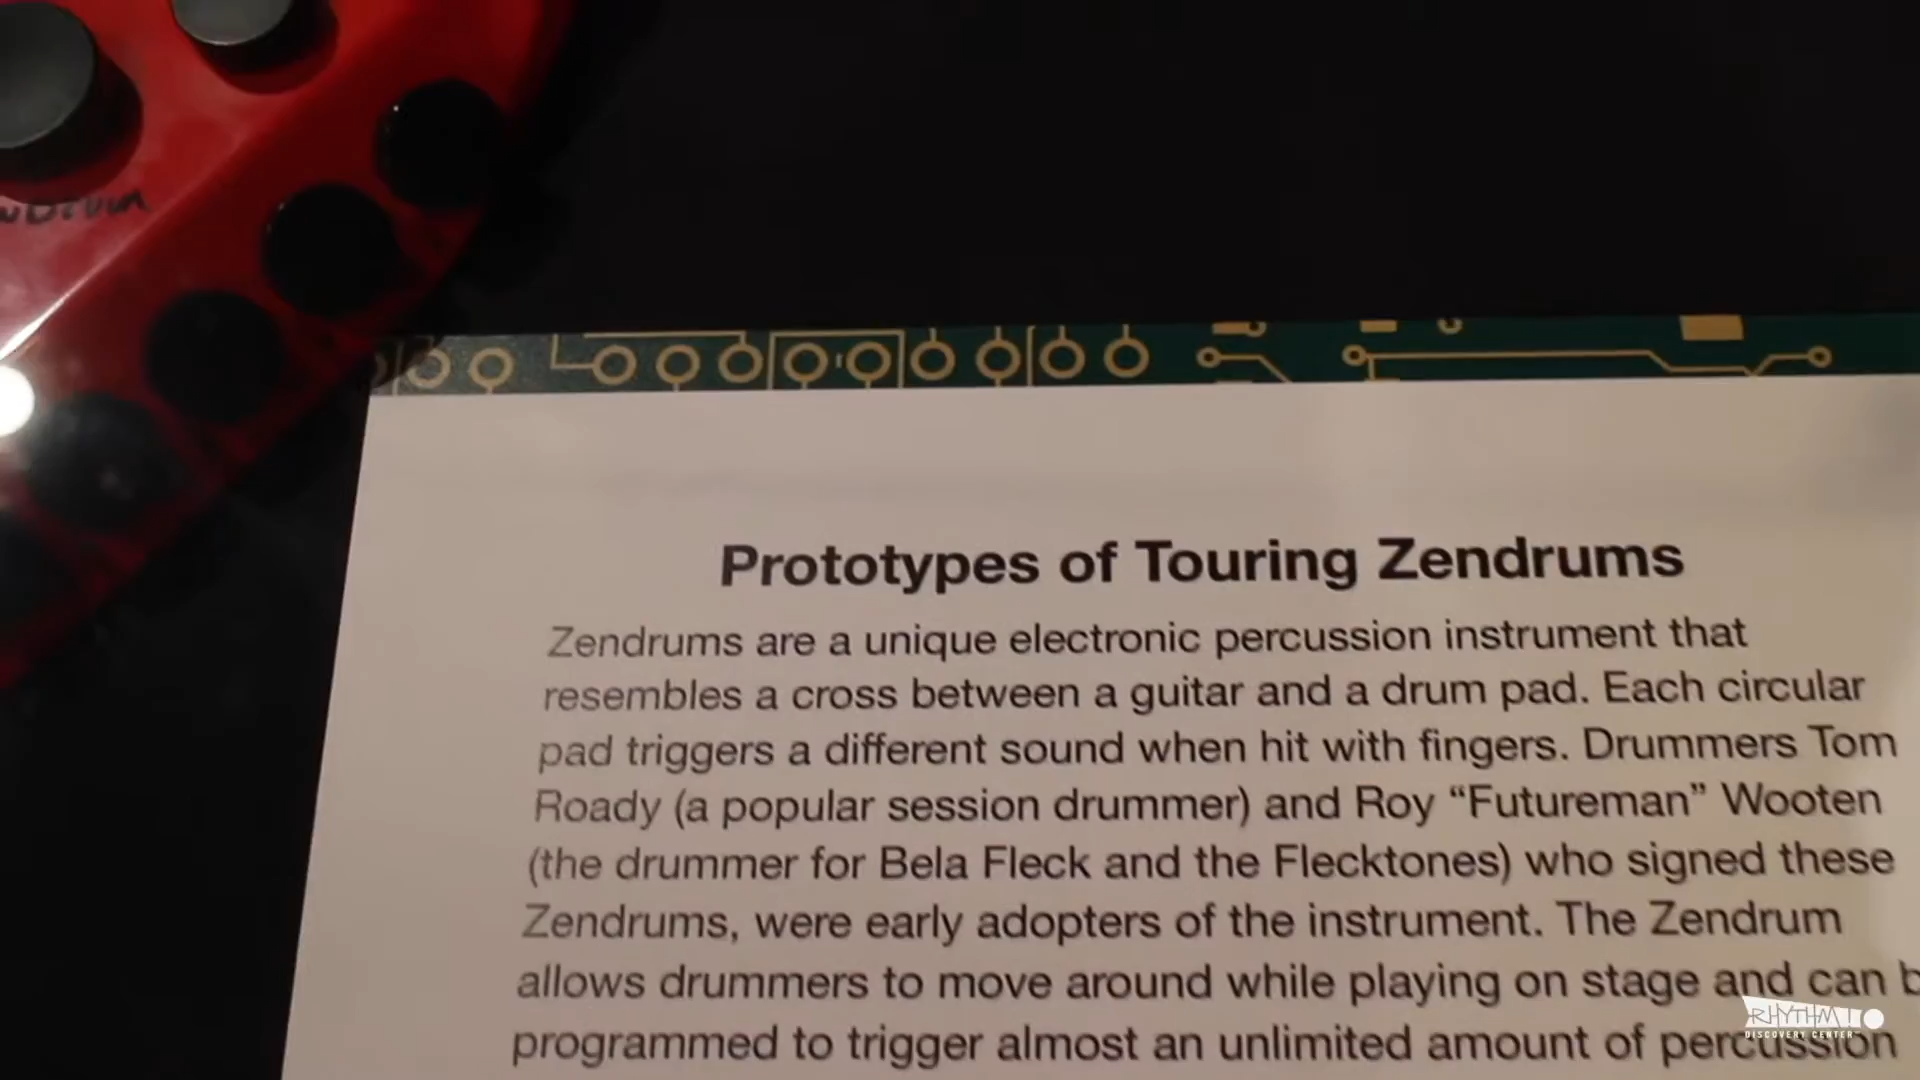 Prototypes of Touring Zendrums
Zendrums are a unique electronic percussion instrument that
resembles a cross between a guitar and a drum pad. Each circular
pad triggers a different sound when hit with fingers. Drummers Tom
Roady (a popular session drummer) and Roy “Futureman” Wooten
(the drummer for Bela Fleck and the Flecktones) who signed these
Zendrums, were early adopters of the instrument. The Zendrum
allows drummers to move around while playing on stage and can b
programmed to trigger almost an unlimited amount of percussion
RHYTHM!
DISCOVERY CENTER